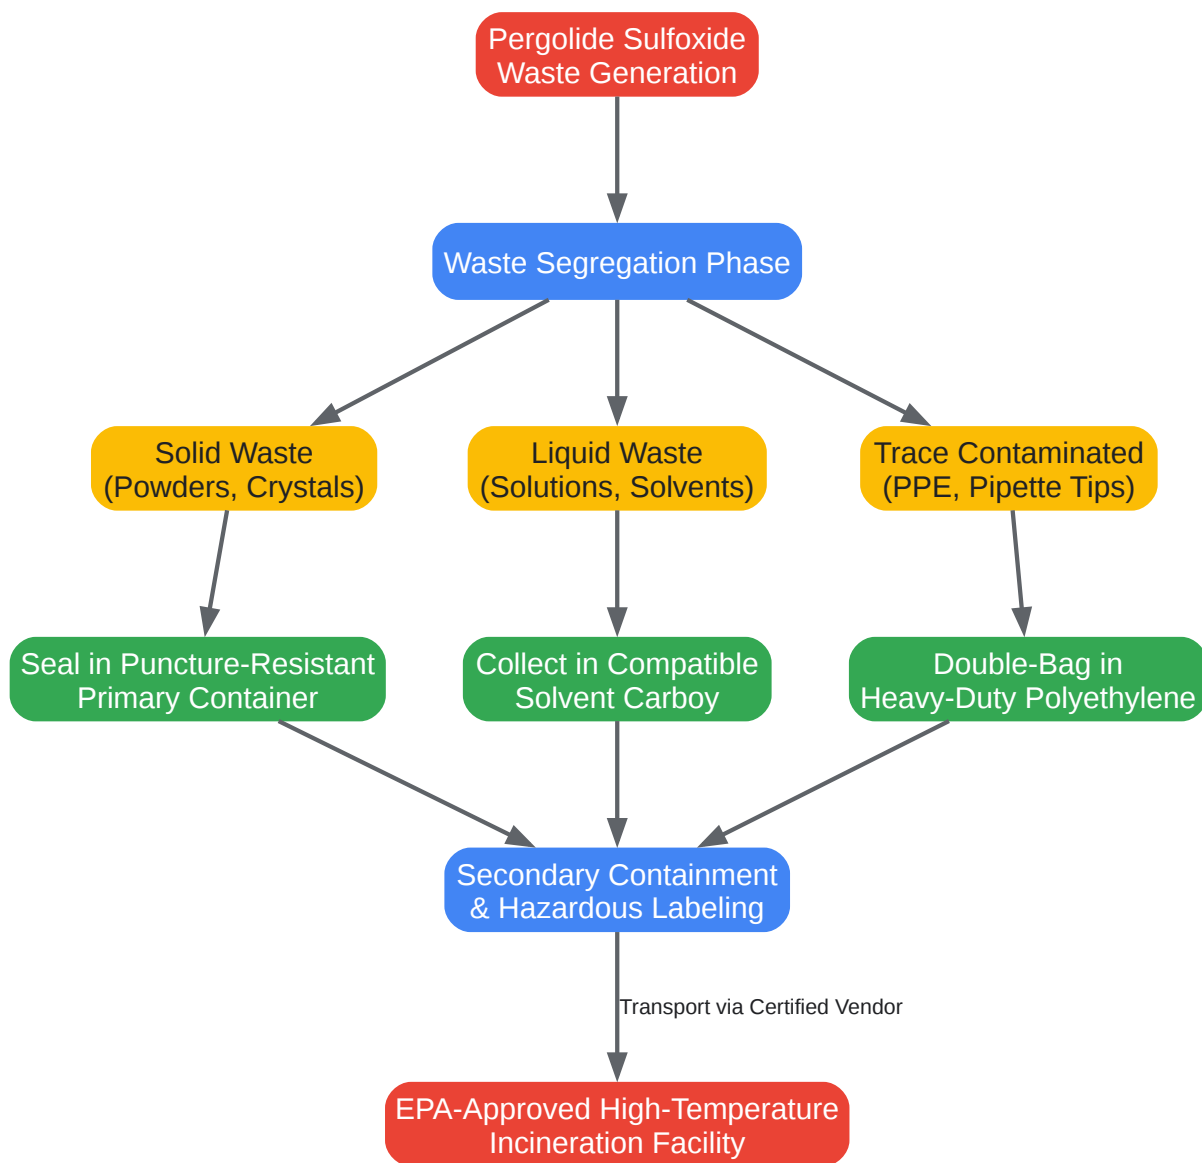 Pergolide Sulfoxide
Waste Generation
Waste Segregation Phase
Solid Waste
(Powders, Crystals)
Liquid Waste
(Solutions, Solvents)
Trace Contaminated
(PPE, Pipette Tips)
Seal in Puncture-Resistant
Primary Container
Collect in Compatible
Solvent Carboy
Double-Bag in
Heavy-Duty Polyethylene
Secondary Containment
& Hazardous Labeling
Transport via Certified Vendor
EPA-Approved High-Temperature
Incineration Facility